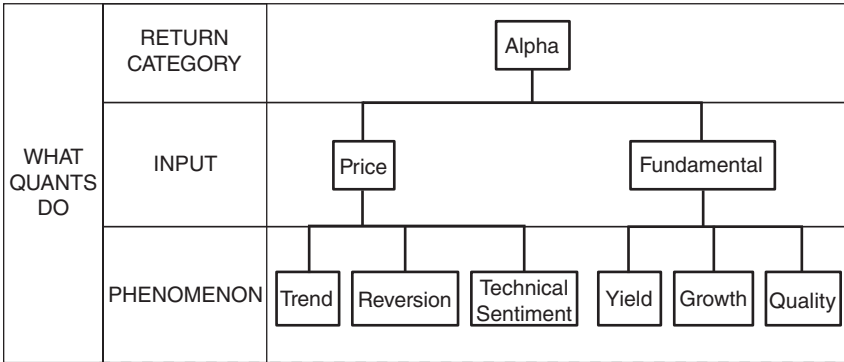 RETURN
CATEGORY
Alpha
WHAT
QUANTS
DO
INPUT
Price
Fundamental
PHENOMENON
Trend
Reversion
Technical
Sentiment
Yield
Growth
Quality